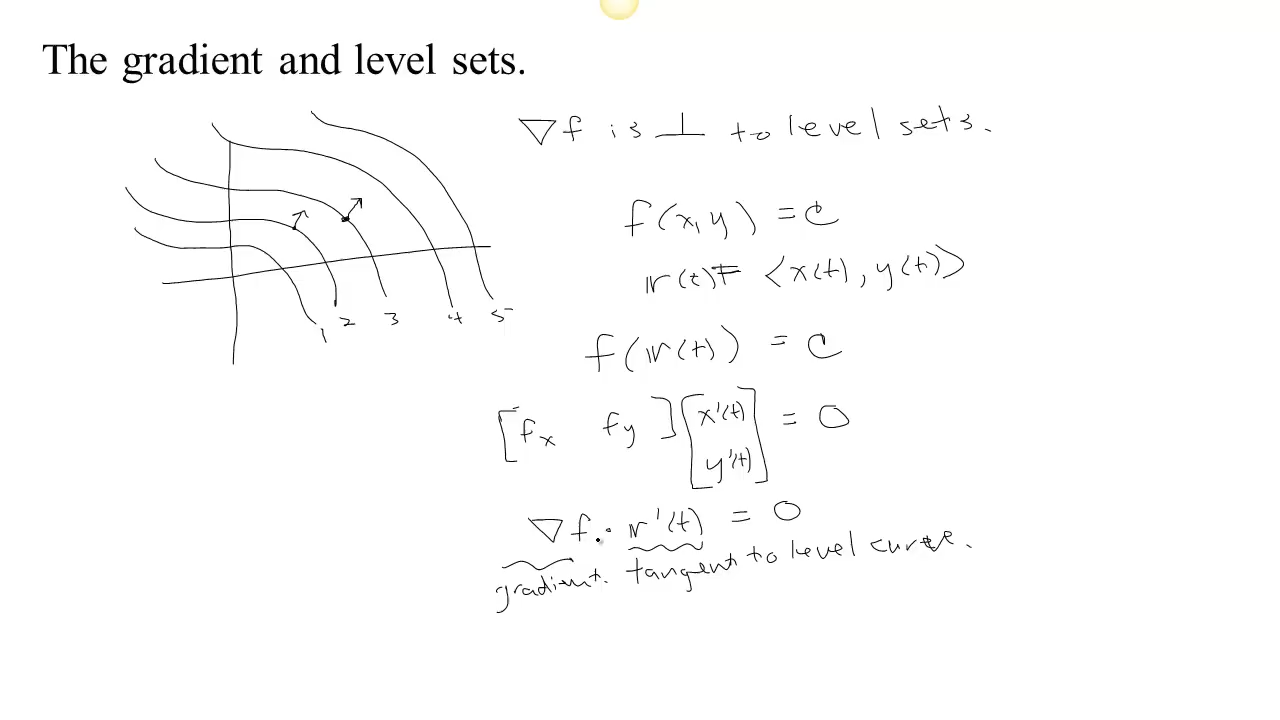 The gradient and level sets.
∇f is ⊥ to level sets.
f(x,y) = c
r(t) = ⟨x(t), y(t)⟩
f(r(t)) = c
[fx fy] [x'(t) y'(t)] = 0
∇f · r'(t) = 0
gradient. tangent to level curve.
1 2 3 4 5